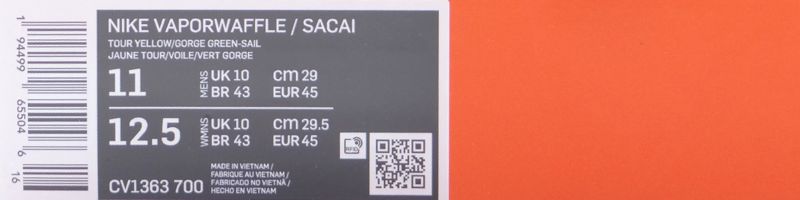 NIKE VAPORWAFFLE / SACAI
TOUR YELLOW/GORGE GREEN-SAIL
JAUNE TOUR/VOILE/VERT GORGE
11 MENS UK 10 CM 29
BR 43 EUR 45
12.5 WMNS UK 10 CM 29.5
BR 43 EUR 45
RFID
CV1363 700
MADE IN VIETNAM /
FABRIQUE AU VIETNAM /
FABRICADO NO VIETNÃ /
HECHO EN VIETNAM
1 94499 65504 6 16